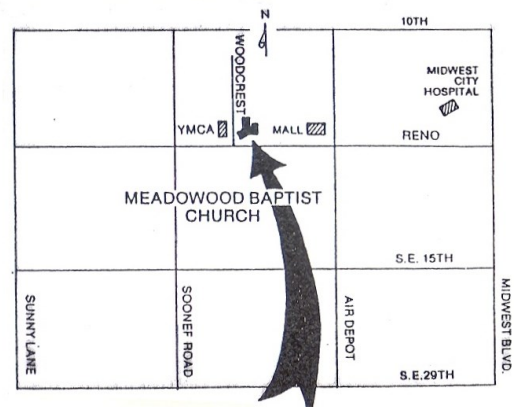 N
10TH
WOODCREST
MIDWEST
CITY
HOSPITAL
YMCA
MALL
RENO
MEADOWOOD BAPTIST
CHURCH
S.E. 15TH
SUNNY LANE
SOONEF ROAD
AIR DEPOT
MIDWEST BLVD.
S.E.29TH